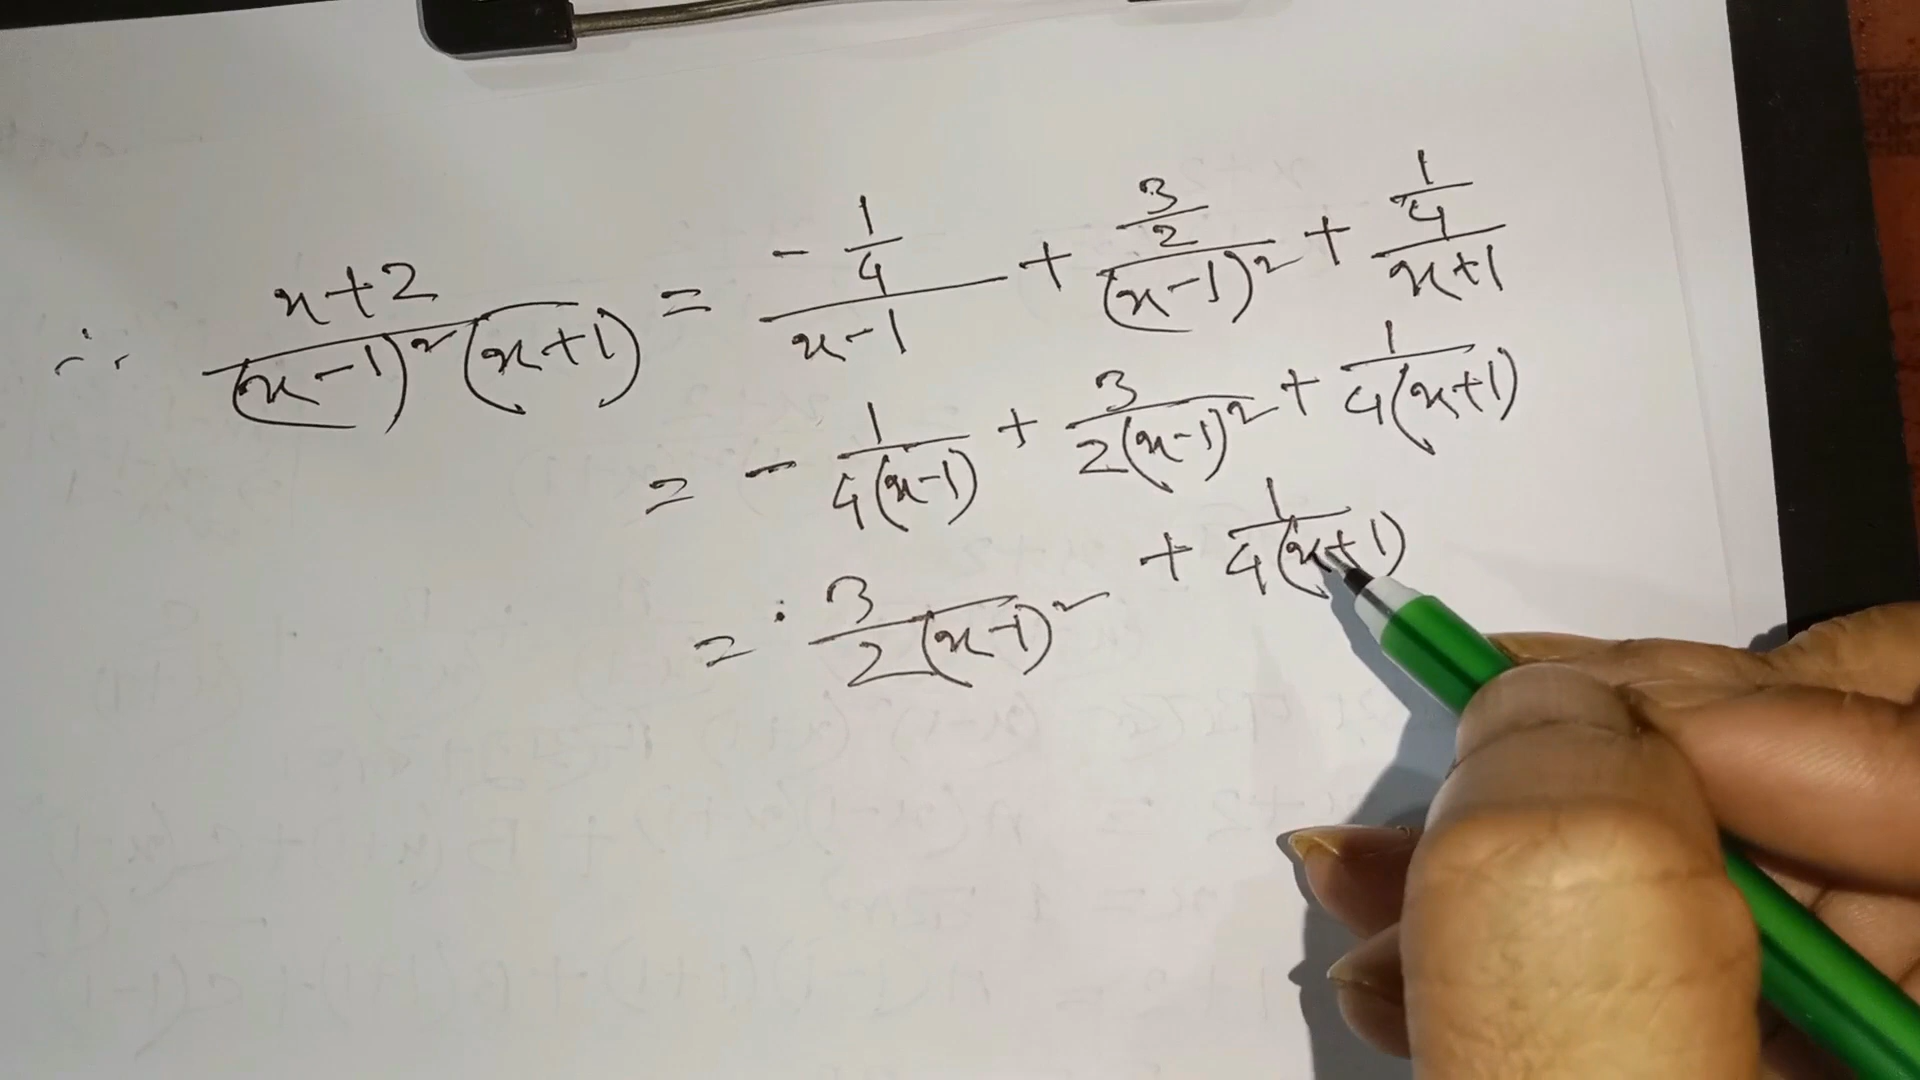 ∴ x+2/((x-1)²(x+1)) = (-1/4)/(x-1) + (3/2)/(x-1)² + (1/4)/(x+1)
= - 1/(4(x-1)) + 3/(2(x-1)²) + 1/(4(x+1))
= 3/(2(x-1)²) + 1/(4(x+1))